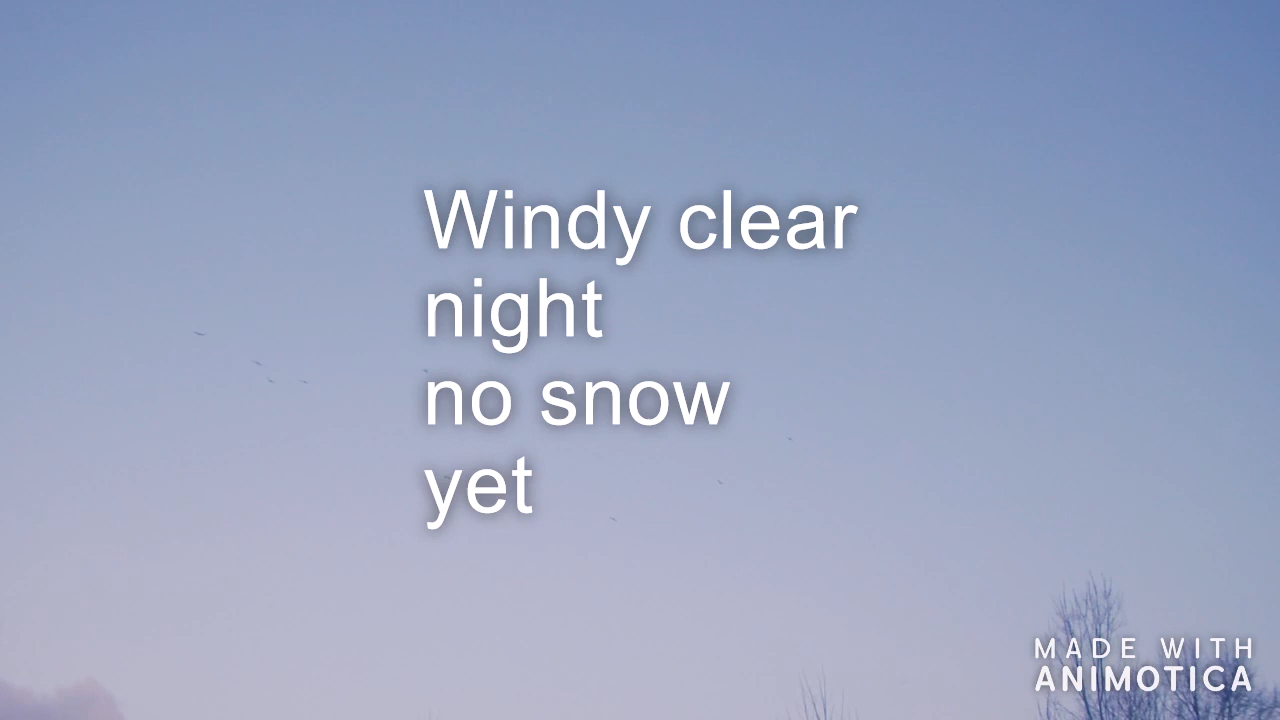 Windy clear
night
no snow
yet
MADE WITH
ANIMOTICA